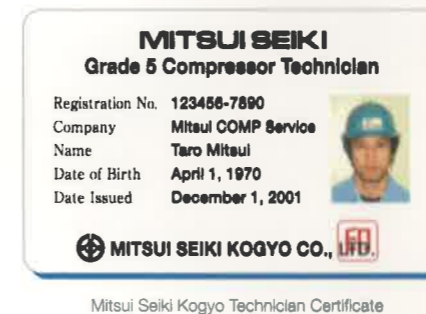 MITSUI SEIKI
Grade 5 Compressor Technician
Registration No. 123456-7890
Company Mitsui COMP Service
Name Taro Mitsui
Date of Birth April 1, 1970
Date Issued December 1, 2001
MITSUI SEIKI KOGYO CO., LTD.
Mitsui Seiki Kogyo Technician Certificate